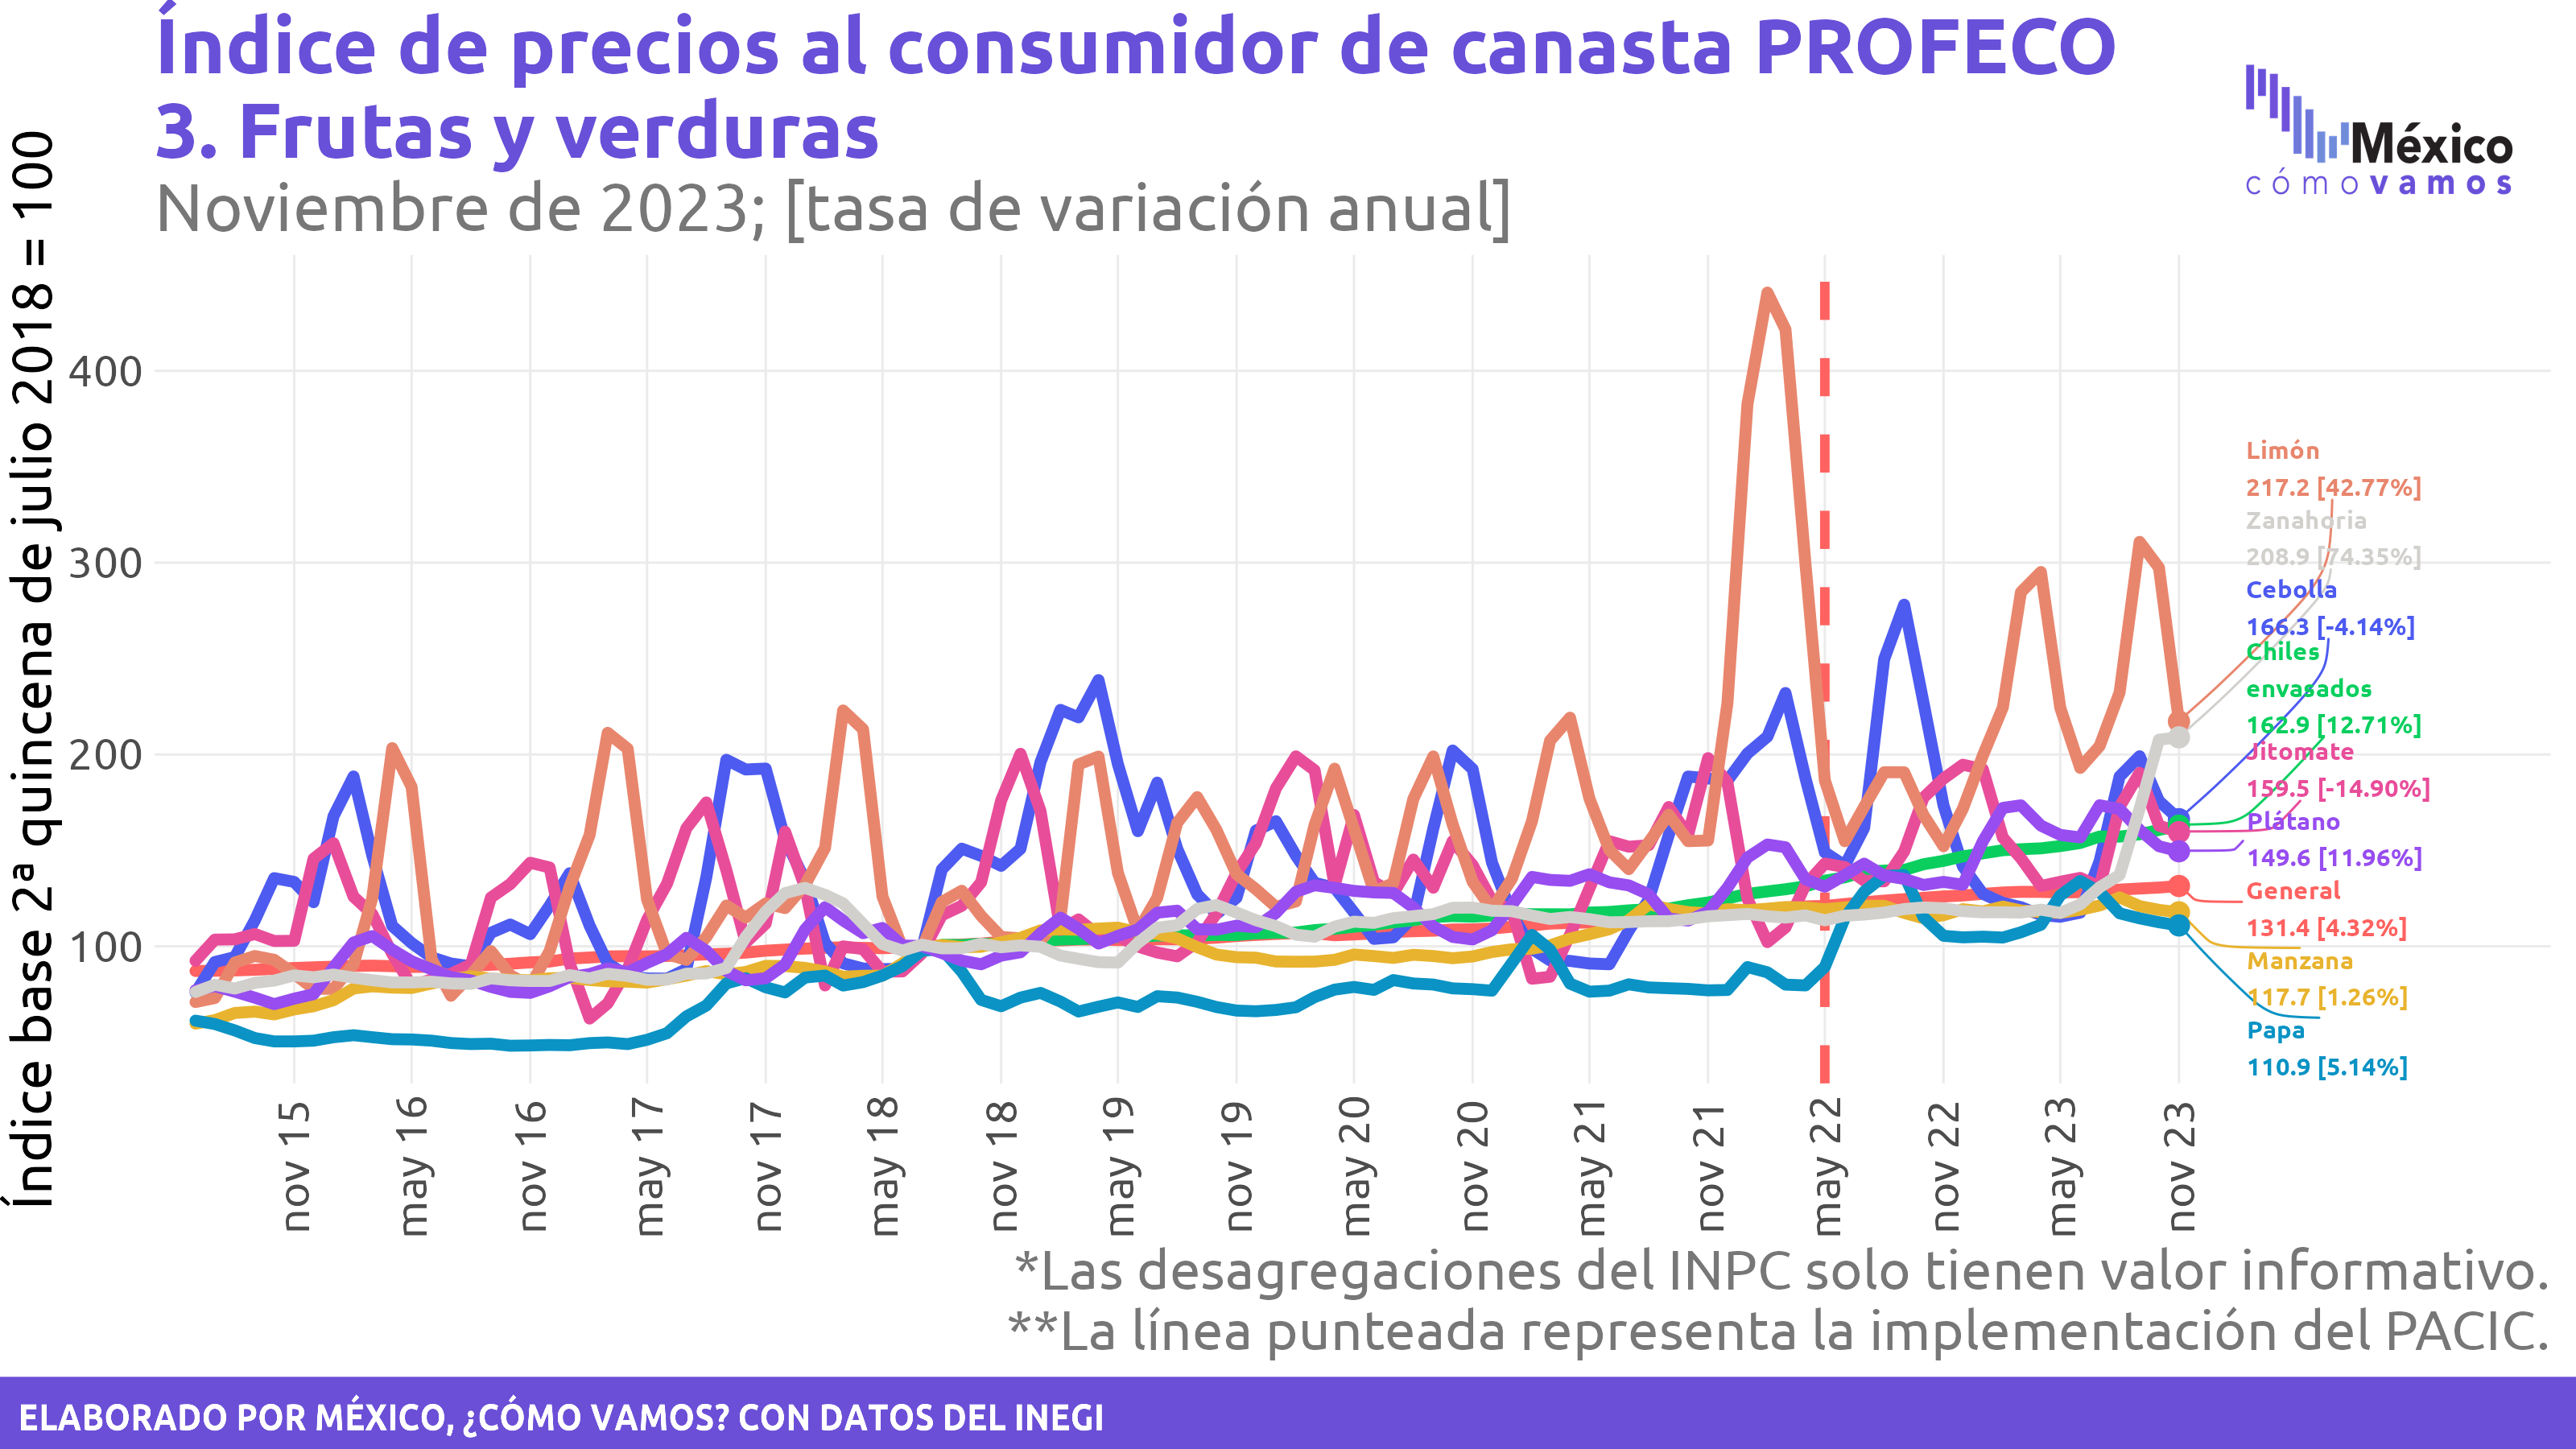 Índice de precios al consumidor de canasta PROFECO
3. Frutas y verduras
Noviembre de 2023; [tasa de variación anual]
México
cómovamos
Índice base 2ª quincena de julio 2018 = 100
400
300
200
100
Limón
217.2 [42.77%]
Zanahoria
208.9 [74.35%]
Cebolla
166.3 [-4.14%]
Chiles
envasados
162.9 [12.71%]
Jitomate
159.5 [-14.90%]
Plátano
149.6 [11.96%]
General
131.4 [4.32%]
Manzana
117.7 [1.26%]
Papa
110.9 [5.14%]
nov 15
may 16
nov 16
may 17
nov 17
may 18
nov 18
may 19
nov 19
may 20
nov 20
may 21
nov 21
may 22
nov 22
may 23
nov 23
*Las desagregaciones del INPC solo tienen valor informativo.
**La línea punteada representa la implementación del PACIC.
ELABORADO POR MÉXICO, ¿CÓMO VAMOS? CON DATOS DEL INEGI